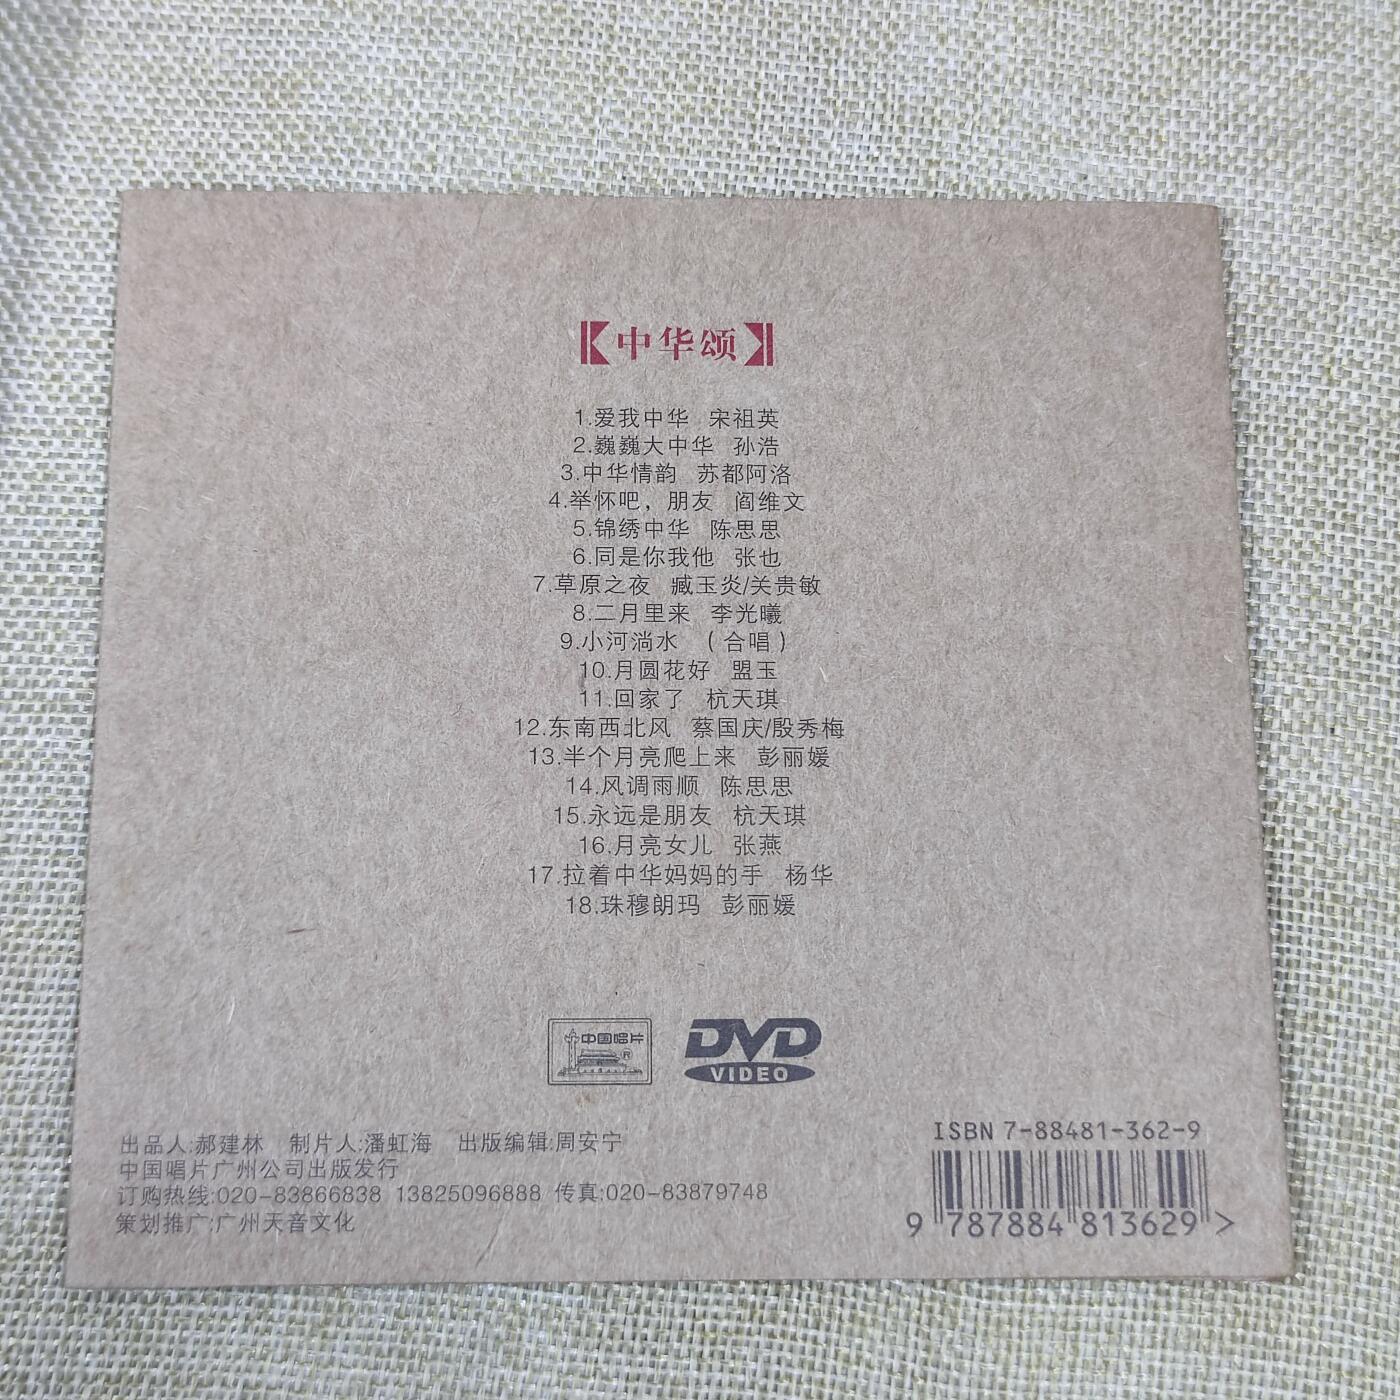 【中华颂】
1.爱我中华 宋祖英
2.巍巍大中华 孙浩
3.中华情韵 苏都阿洛
4.举怀吧，朋友 阎维文
5.锦绣中华 陈思思
6.同是你我他 张也
7.草原之夜 臧玉炎/关贵敏
8.二月里来 李光曦
9.小河淌水 （合唱）
10.月圆花好 盟玉
11.回家了 杭天琪
12.东南西北风 蔡国庆/殷秀梅
13.半个月亮爬上来 彭丽媛
14.风调雨顺 陈思思
15.永远是朋友 杭天琪
16.月亮女儿 张燕
17.拉着中华妈妈的手 杨华
18.珠穆朗玛 彭丽媛
中国唱片 ®
DVD
VIDEO
出品人:郝建林 制片人:潘虹海 出版编辑:周安宁
中国唱片广州公司出版发行
订购热线:020-83866838 13825096888 传真:020-83879748
策划推广:广州天音文化
ISBN 7-88481-362-9
9 787884 813629 >